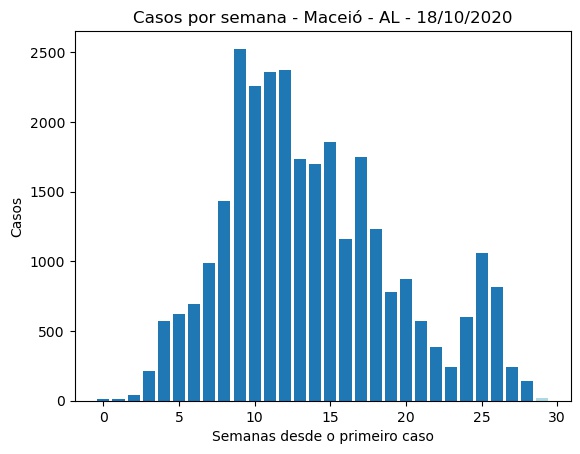 Casos por semana - Maceió - AL - 18/10/2020
Casos
2500
2000
1500
1000
500
0
0 5 10 15 20 25 30
Semanas desde o primeiro caso